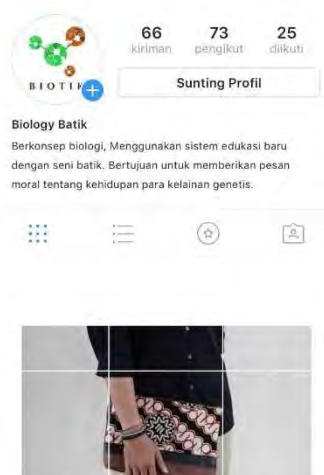 66 73 25
kiriman pengikut diikuti
BIOTIK
Sunting Profil
Biology Batik
Berkonsep biologi, Menggunakan sistem edukasi baru
dengan seni batik. Bertujuan untuk memberikan pesan
moral tentang kehidupan para kelainan genetis.